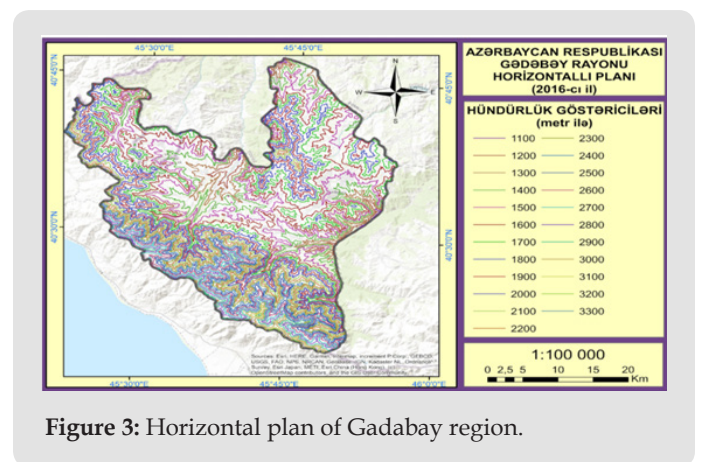 45°30'0"E 45°45'0"E
40°45'0"N
40°45'0"N
N
W E
S
40°30'0"N
40°30'0"N
45°30'0"E 45°45'0"E 46°0'0"E
AZƏRBAYCAN RESPUBLİKASI
GƏDƏBƏY RAYONU
HORİZONTALLI PLANI
(2016-cı il)
HÜNDÜRLÜK GÖSTƏRİCİLƏRİ
(metr ilə)
1100 2300
1200 2400
1300 2500
1400 2600
1500 2700
1600 2800
1700 2900
1800 3000
1900 3100
2000 3200
2100 3300
2200
1:100 000
0 2,5 5 10 15 20
Km
Figure 3: Horizontal plan of Gadabay region.